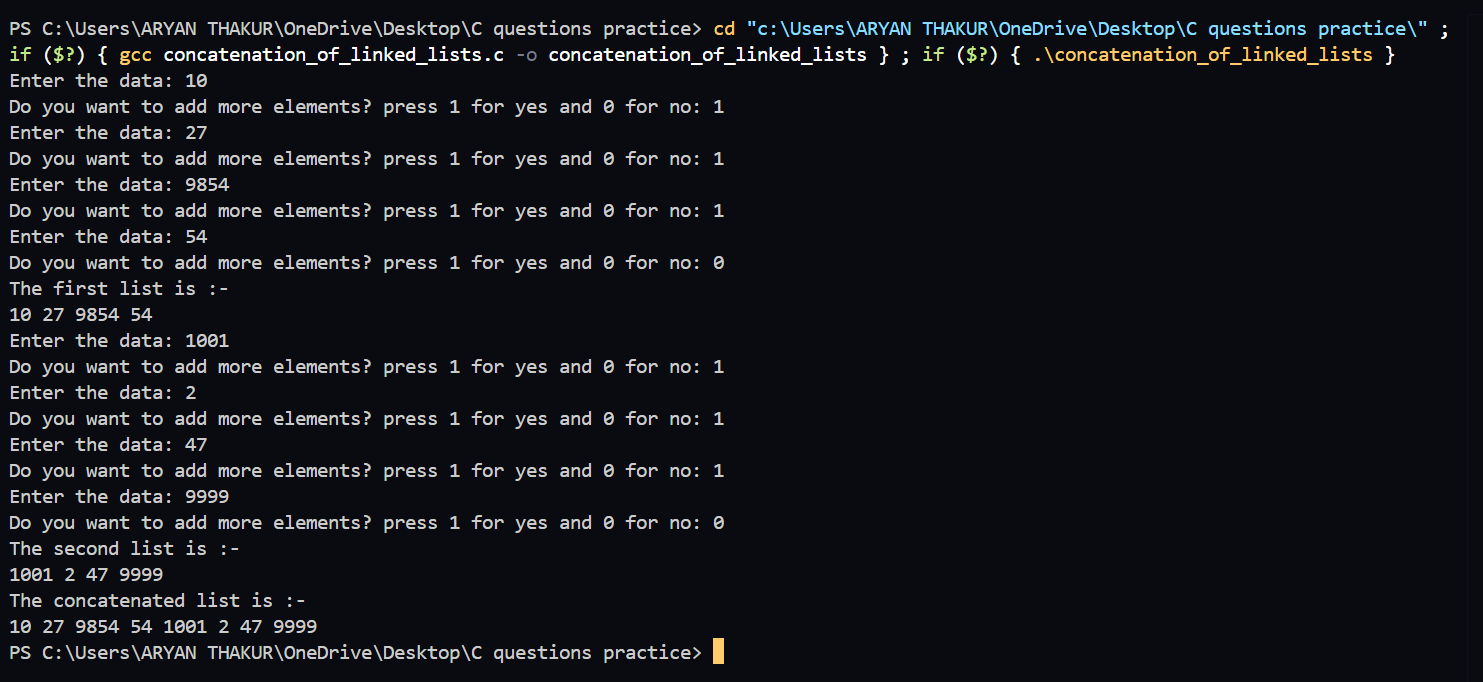 PS C:\Users\ARYAN THAKUR\OneDrive\Desktop\C questions practice> cd "c:\Users\ARYAN THAKUR\OneDrive\Desktop\C questions practice\" ;
if ($?) { gcc concatenation_of_linked_lists.c -o concatenation_of_linked_lists } ; if ($?) { .\concatenation_of_linked_lists }
Enter the data: 10
Do you want to add more elements? press 1 for yes and 0 for no: 1
Enter the data: 27
Do you want to add more elements? press 1 for yes and 0 for no: 1
Enter the data: 9854
Do you want to add more elements? press 1 for yes and 0 for no: 1
Enter the data: 54
Do you want to add more elements? press 1 for yes and 0 for no: 0
The first list is :-
10 27 9854 54
Enter the data: 1001
Do you want to add more elements? press 1 for yes and 0 for no: 1
Enter the data: 2
Do you want to add more elements? press 1 for yes and 0 for no: 1
Enter the data: 47
Do you want to add more elements? press 1 for yes and 0 for no: 1
Enter the data: 9999
Do you want to add more elements? press 1 for yes and 0 for no: 0
The second list is :-
1001 2 47 9999
The concatenated list is :-
10 27 9854 54 1001 2 47 9999
PS C:\Users\ARYAN THAKUR\OneDrive\Desktop\C questions practice>